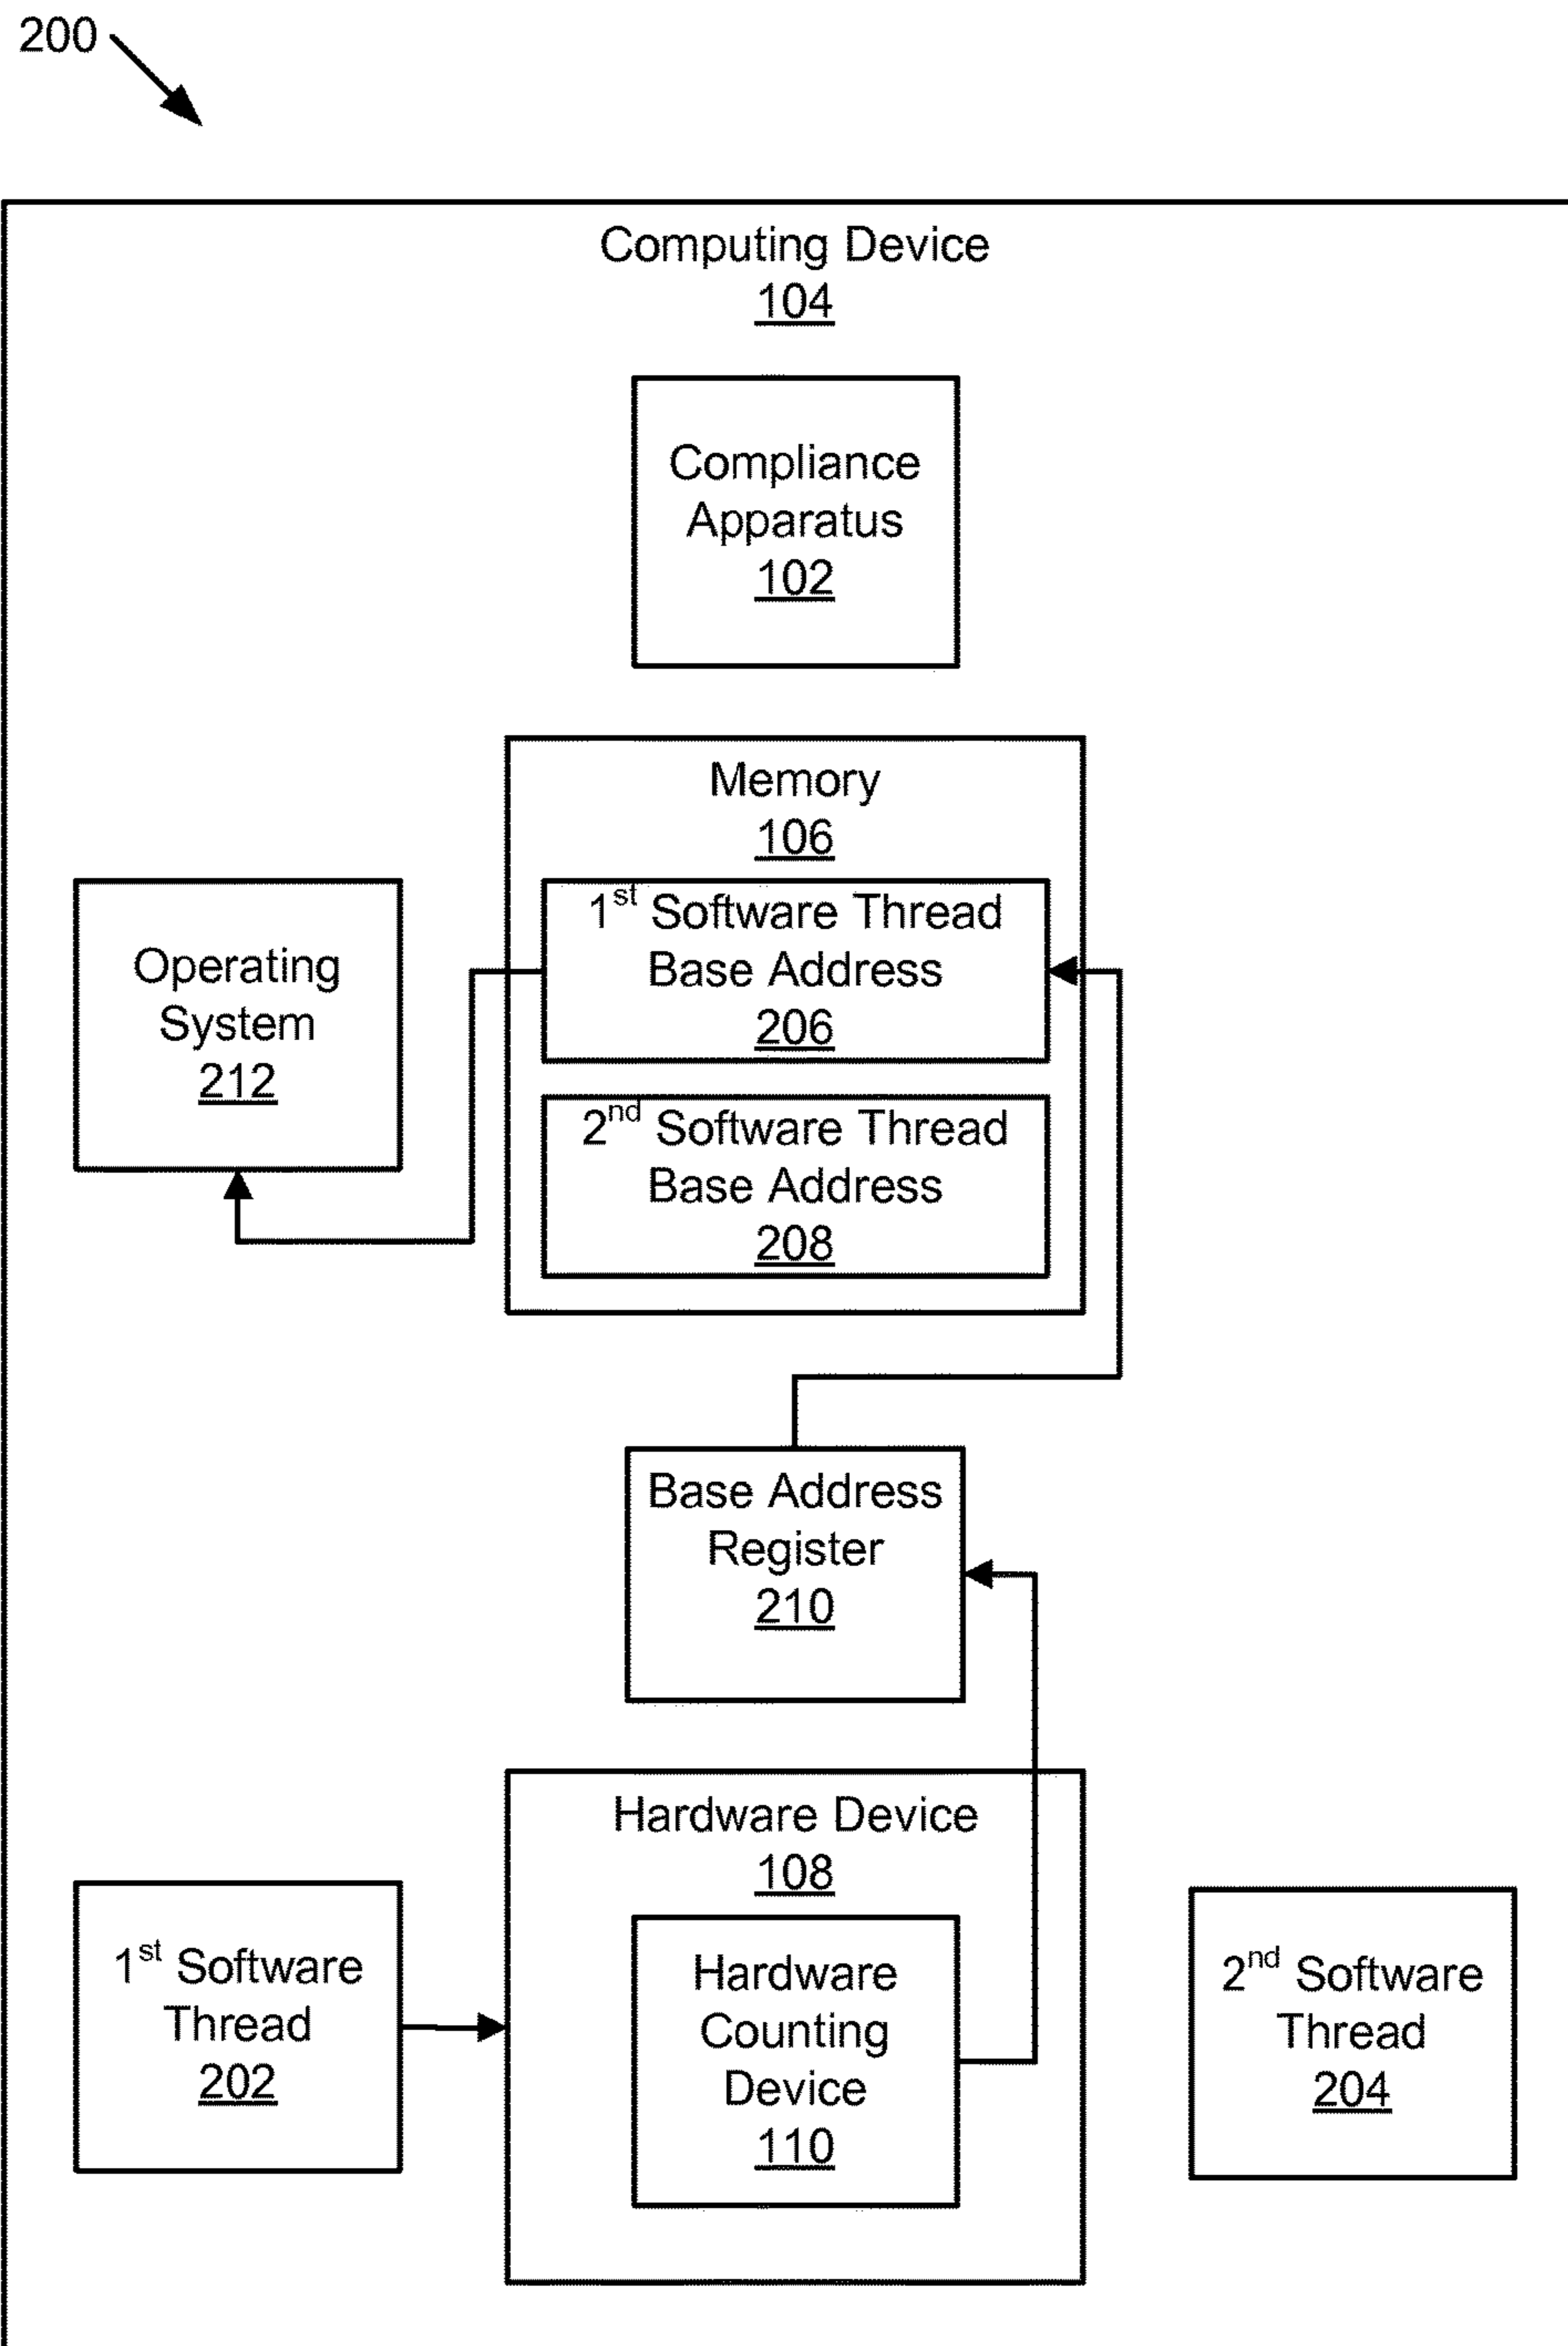 200
Computing Device
104
Compliance
Apparatus
102
Memory
106
1st Software Thread
Base Address
206
2nd Software Thread
Base Address
208
Operating
System
212
Base Address
Register
210
Hardware Device
108
Hardware
Counting
Device
110
1st Software
Thread
202
2nd Software
Thread
204